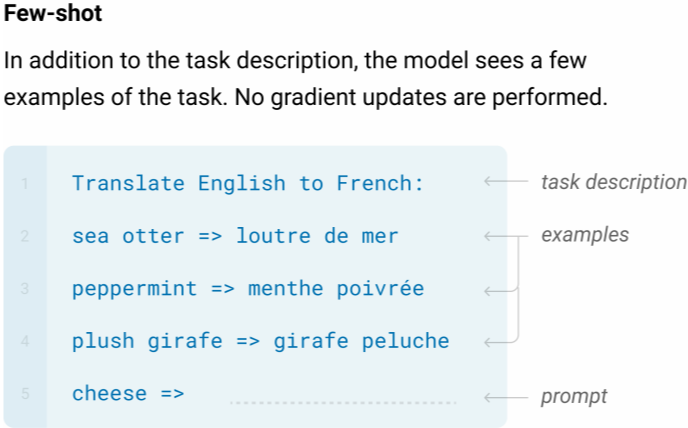 Few-shot
In addition to the task description, the model sees a few
examples of the task. No gradient updates are performed.
1 Translate English to French: task description
2 sea otter => loutre de mer examples
3 peppermint => menthe poivrée
4 plush girafe => girafe peluche
5 cheese => prompt